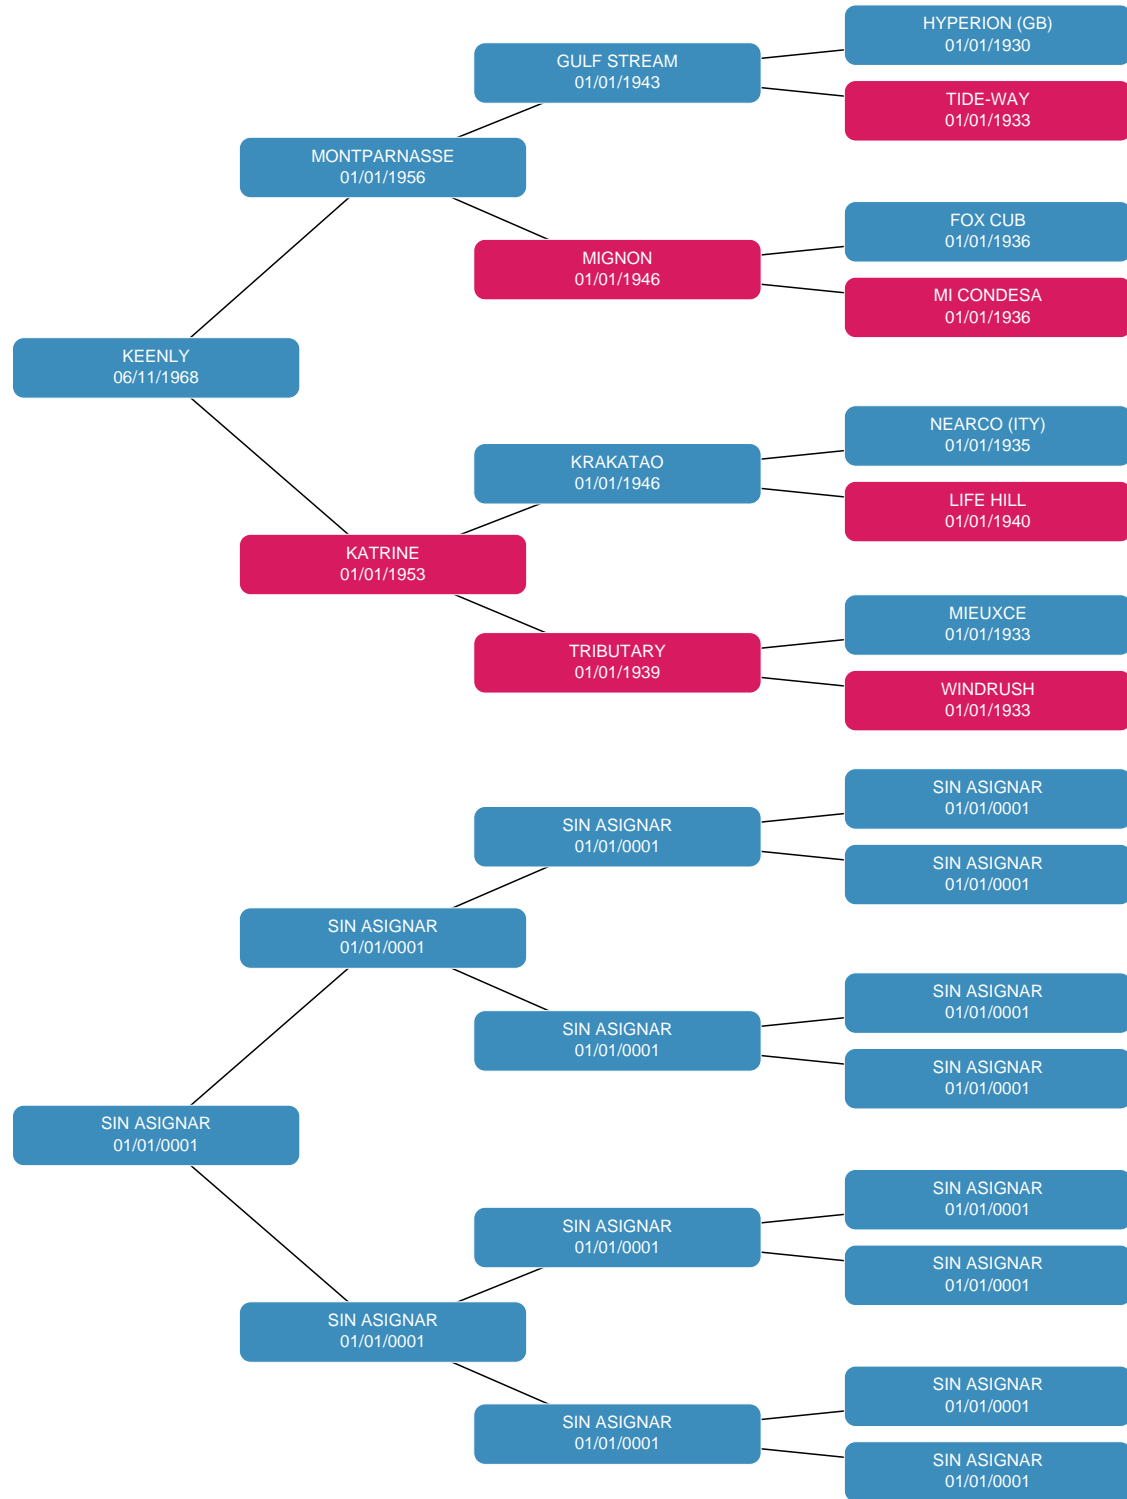 HYPERION (GB)
01/01/1930
GULF STREAM
01/01/1943
TIDE-WAY
01/01/1933
MONTPARNASSE
01/01/1956
FOX CUB
01/01/1936
MIGNON
01/01/1946
MI CONDESA
01/01/1936
KEENLY
06/11/1968
NEARCO (ITY)
01/01/1935
KRAKATAO
01/01/1946
LIFE HILL
01/01/1940
KATRINE
01/01/1953
MIEUXCE
01/01/1933
TRIBUTARY
01/01/1939
WINDRUSH
01/01/1933
SIN ASIGNAR
01/01/0001
SIN ASIGNAR
01/01/0001
SIN ASIGNAR
01/01/0001
SIN ASIGNAR
01/01/0001
SIN ASIGNAR
01/01/0001
SIN ASIGNAR
01/01/0001
SIN ASIGNAR
01/01/0001
SIN ASIGNAR
01/01/0001
SIN ASIGNAR
01/01/0001
SIN ASIGNAR
01/01/0001
SIN ASIGNAR
01/01/0001
SIN ASIGNAR
01/01/0001
SIN ASIGNAR
01/01/0001
SIN ASIGNAR
01/01/0001
SIN ASIGNAR
01/01/0001